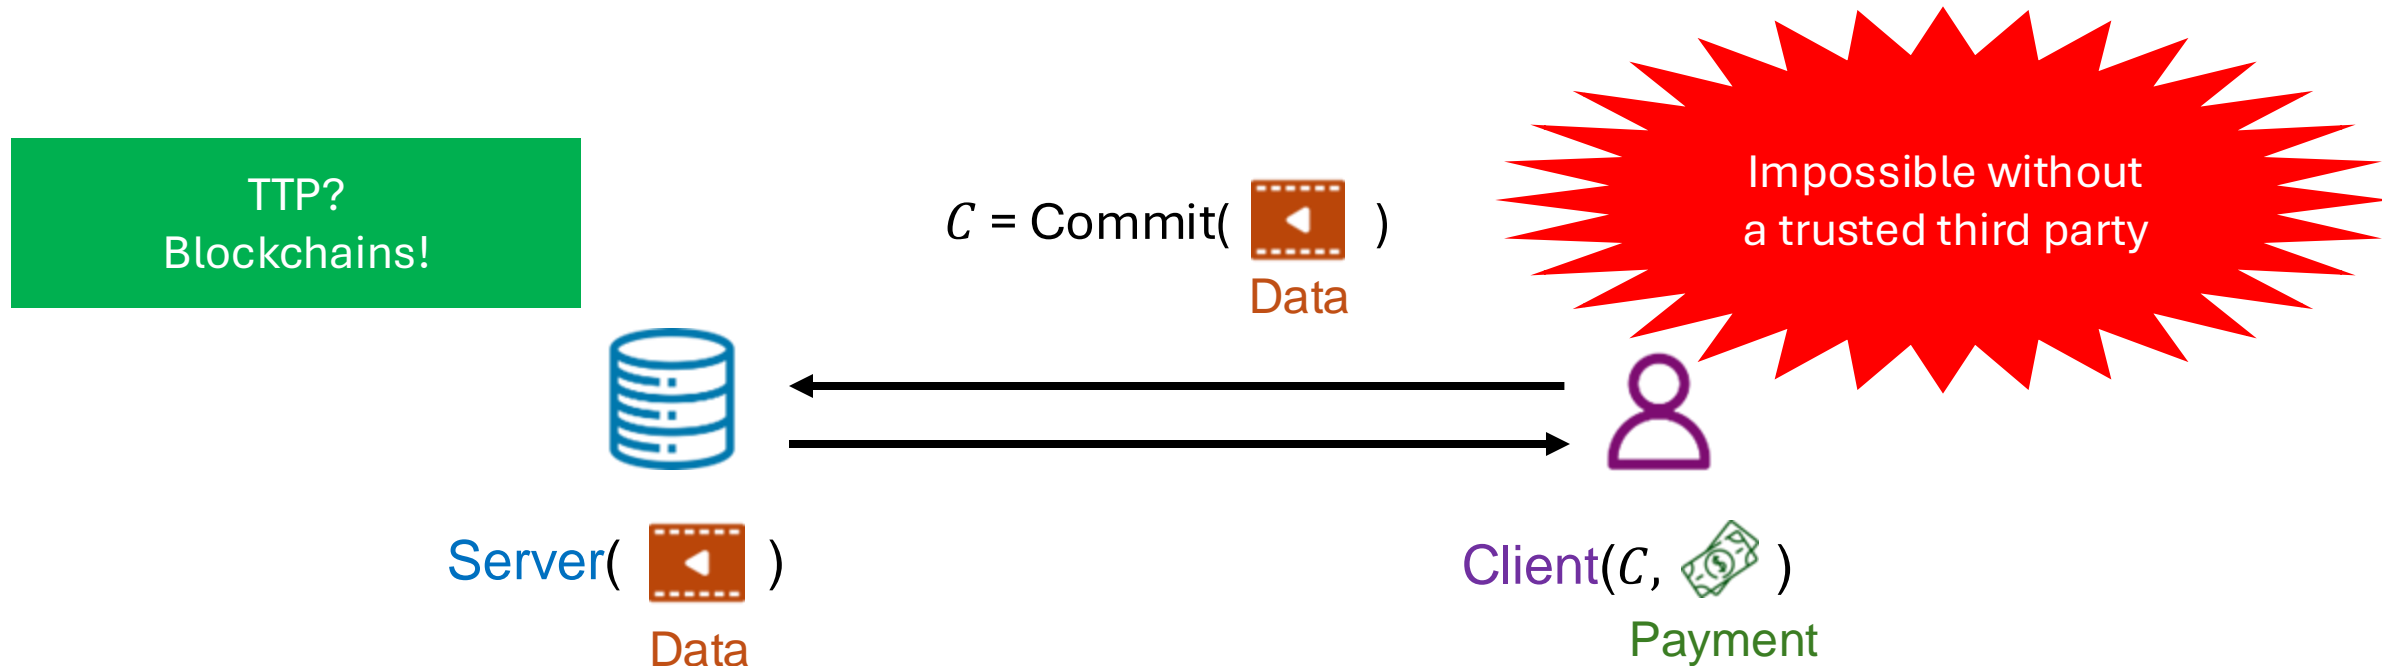 TTP?
Blockchains!
C = Commit( )
Data
Impossible without
a trusted third party
Server( )
Data
Client(C, )
Payment